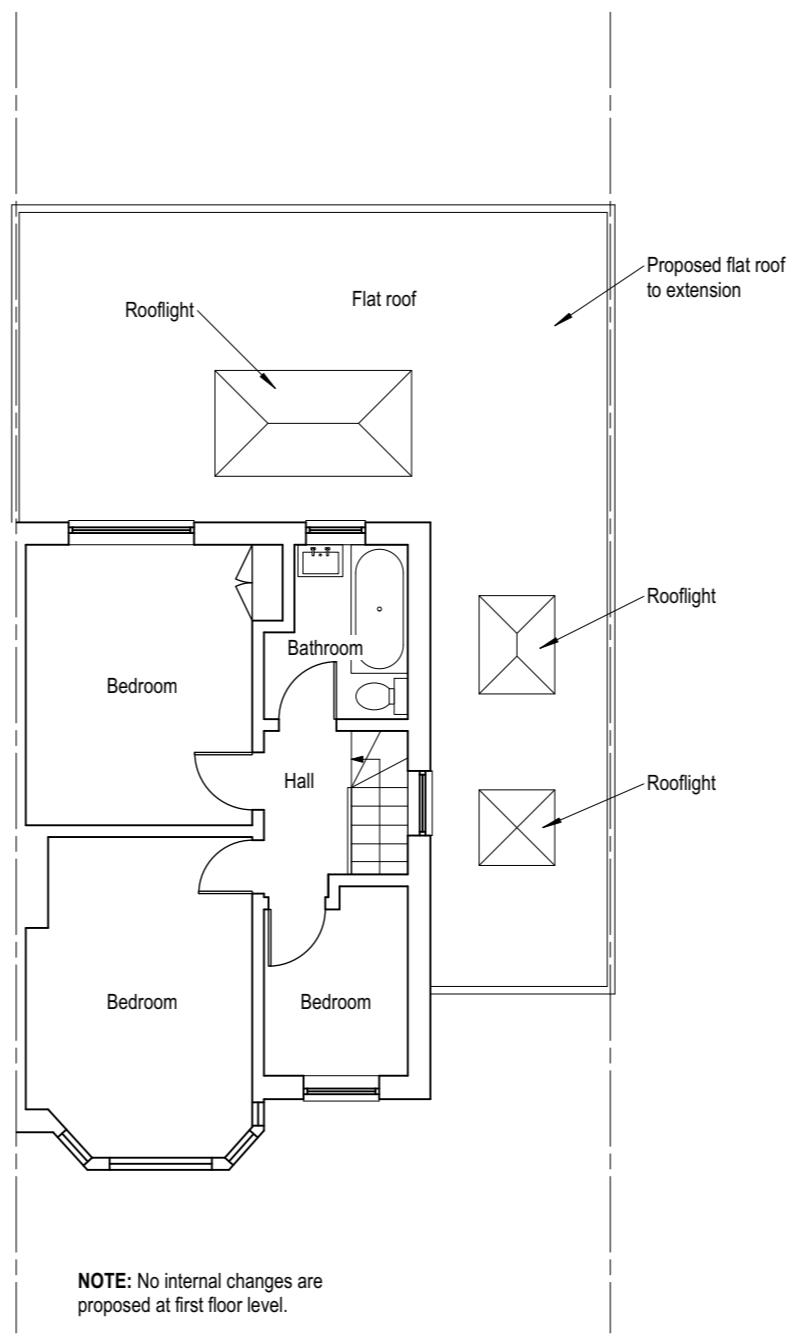 Proposed flat roof
to extension
Flat roof
Rooflight
Rooflight
Bathroom
Bedroom
Hall
Rooflight
Bedroom
Bedroom
NOTE: No internal changes are
proposed at first floor level.